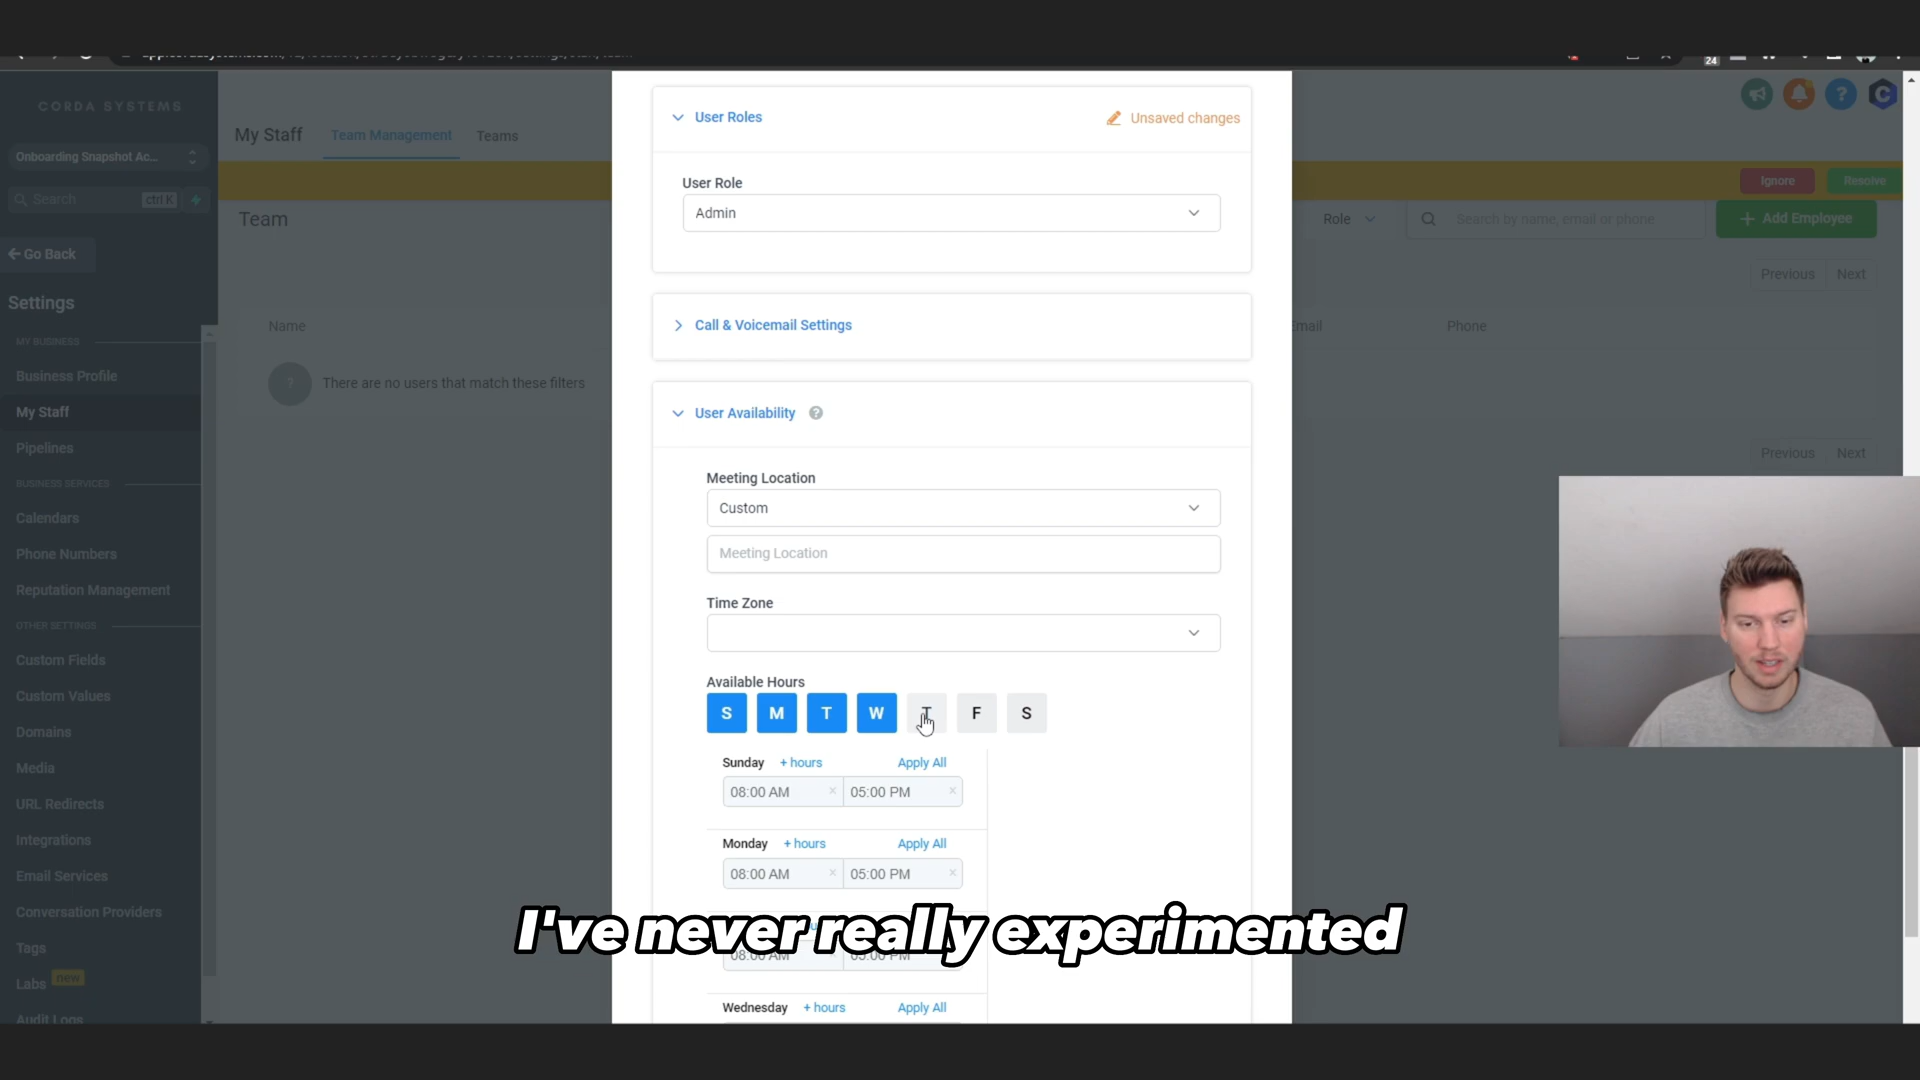 24
CORDA SYSTEMS
Onboarding Snapshot Ac...
Search ctrl K
Go Back
Settings
MY BUSINESS
Business Profile
My Staff
Pipelines
BUSINESS SERVICES
Calendars
Phone Numbers
Reputation Management
OTHER SETTINGS
Custom Fields
Custom Values
Domains
Media
URL Redirects
Integrations
Email Services
Conversation Providers
Tags
Labs new
Audit Logs
My Staff Team Management Teams
Ignore Resolve
Team
Role Search by name, email or phone + Add Employee
Previous Next
Name Email Phone
? There are no users that match these filters
Previous Next
User Roles Unsaved changes
User Role
Admin
Call & Voicemail Settings
User Availability ?
Meeting Location
Custom
Meeting Location
Time Zone
Available Hours
S M T W T F S
Sunday + hours Apply All
08:00 AM × 05:00 PM ×
Monday + hours Apply All
08:00 AM × 05:00 PM ×
I've never really experimented
08:00 AM 05:00 PM
Wednesday + hours Apply All